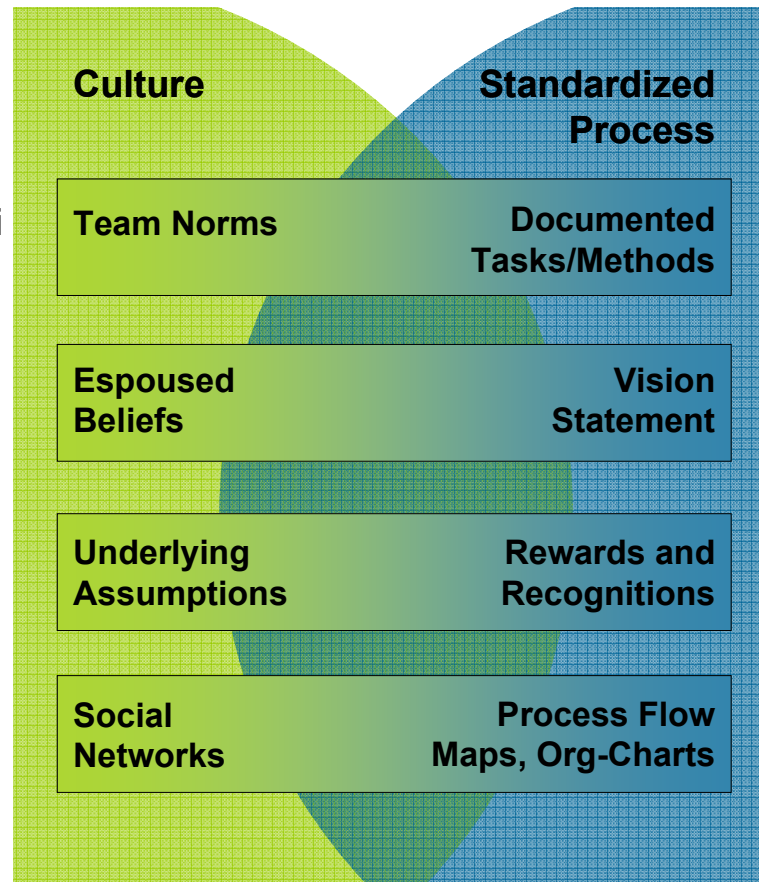 Culture
Standardized
Process
Team Norms
Documented
Tasks/Methods
Espoused
Beliefs
Vision
Statement
Underlying
Assumptions
Rewards and
Recognitions
Social
Networks
Process Flow
Maps, Org-Charts